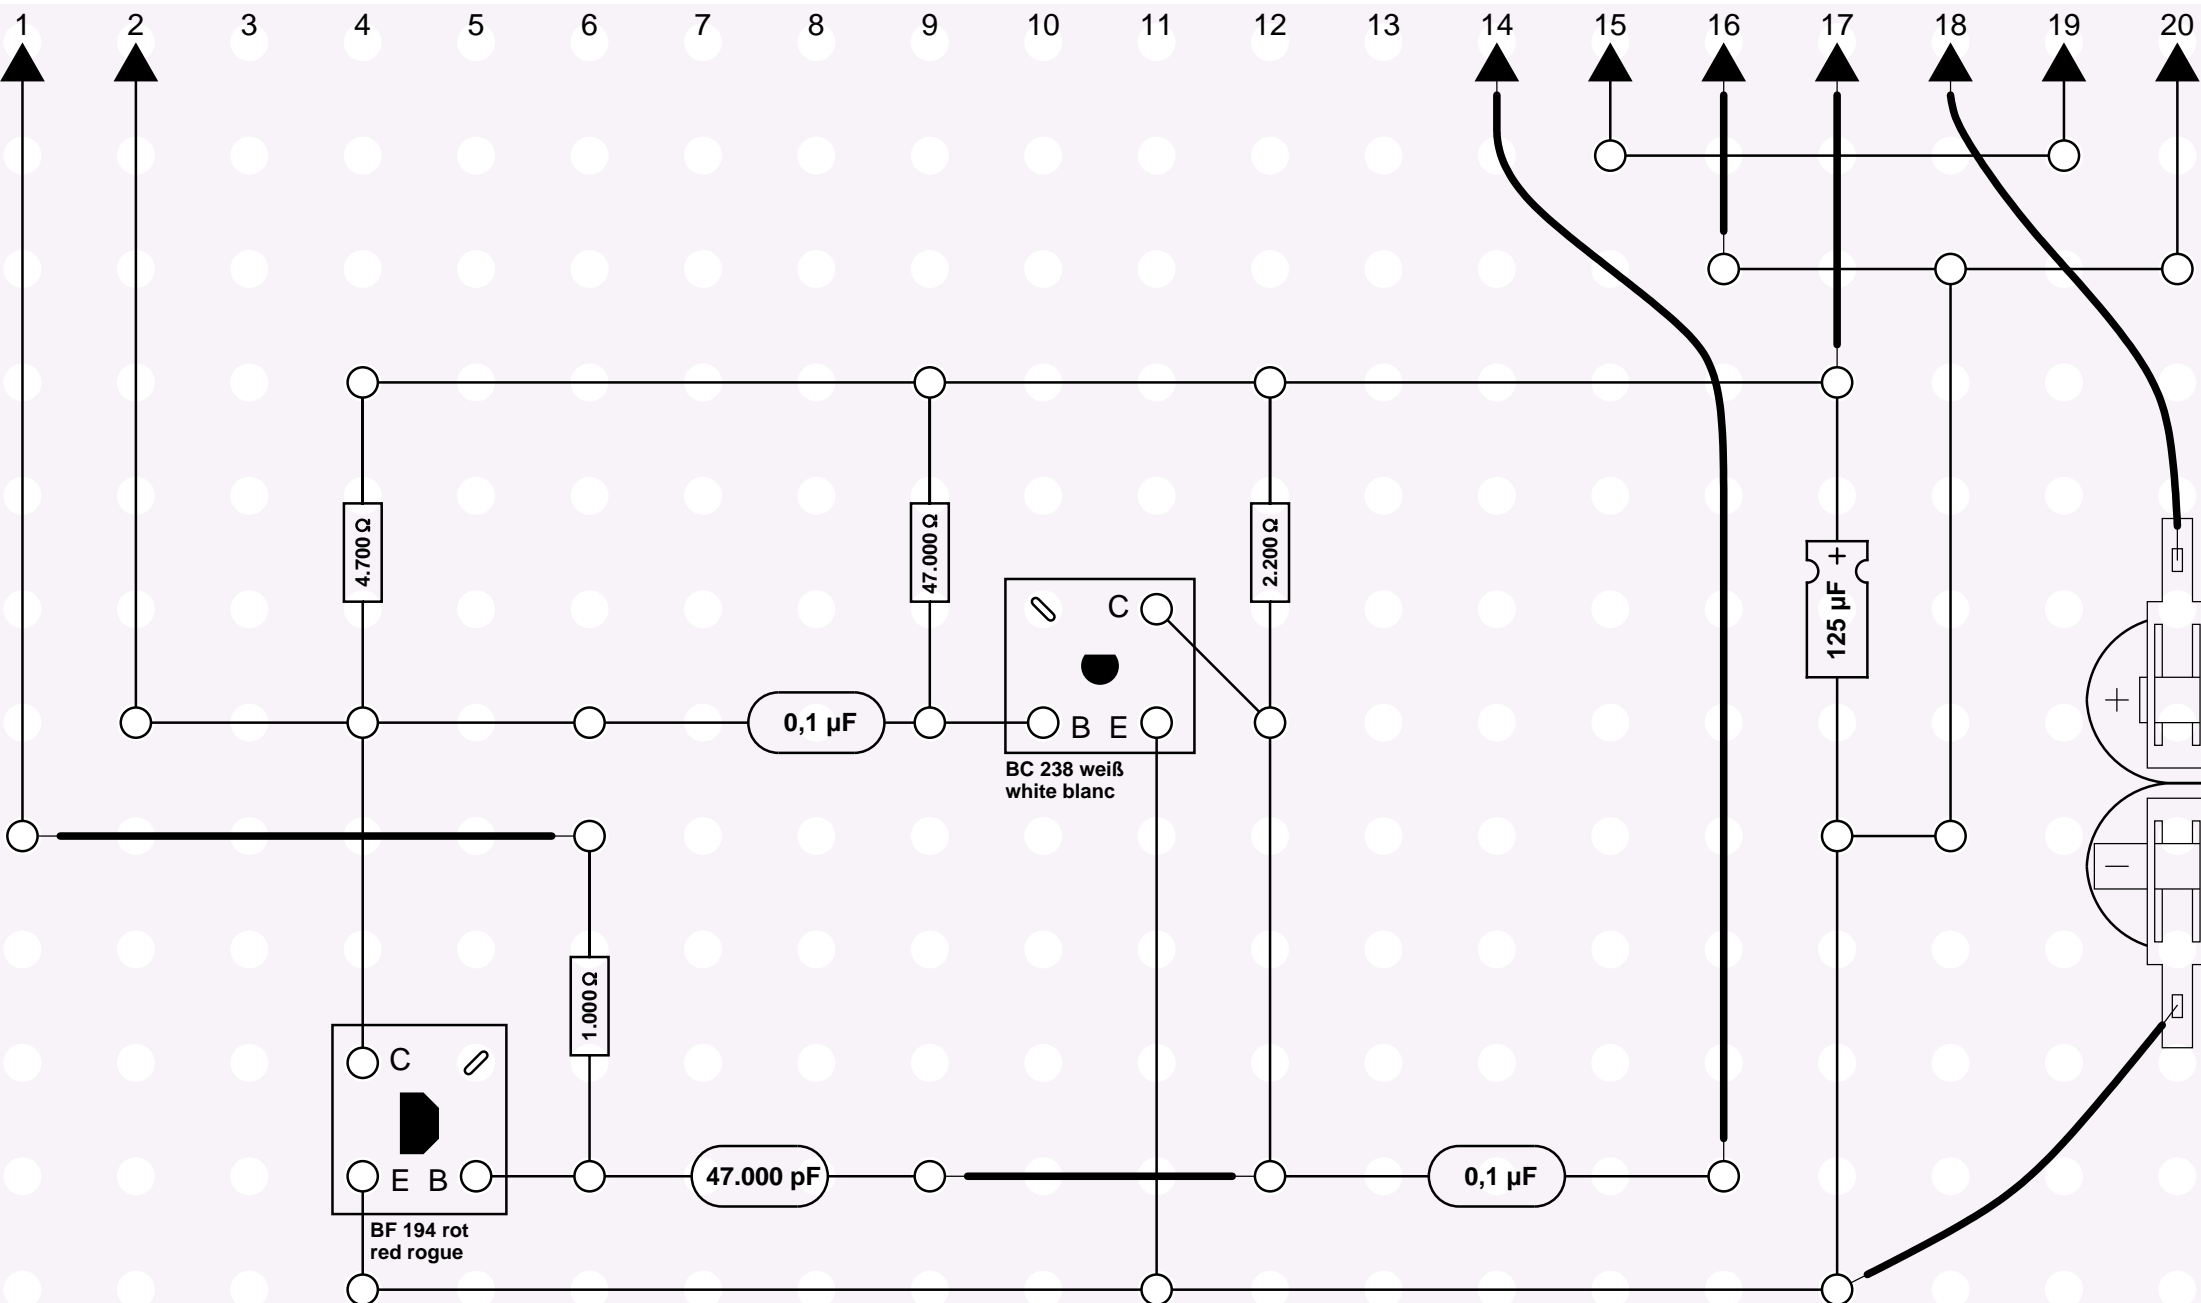 1 2 3 4 5 6 7 8 9 10 11 12 13 14 15 16 17 18 19 20
4.700 Ω
47.000 Ω
2.200 Ω
+
125 µF
C
B E
BC 238 weiß
white blanc
0,1 µF
+
−
1.000 Ω
C
E B
BF 194 rot
red rogue
47.000 pF
0,1 µF